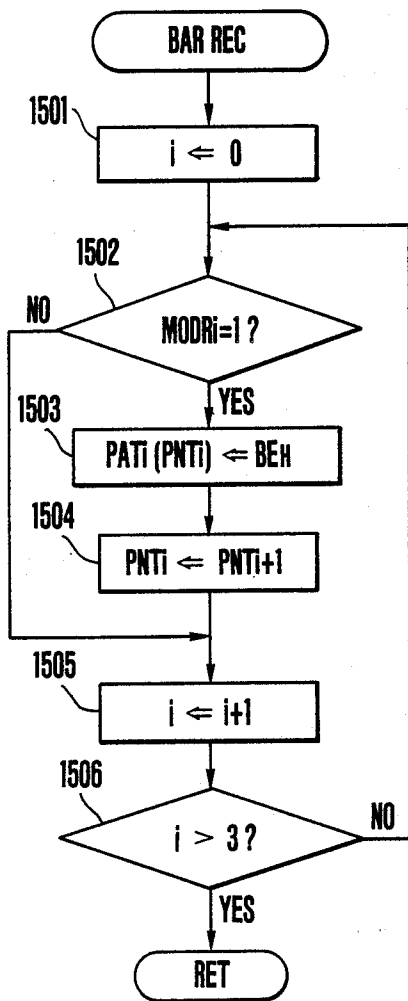 BAR REC
1501
i ⇐ 0
1502
NO
MODRi=1 ?
YES
1503
PATi (PNTi) ⇐ BEH
1504
PNTi ⇐ PNTi+1
1505
i ⇐ i+1
1506
i > 3 ?
NO
YES
RET